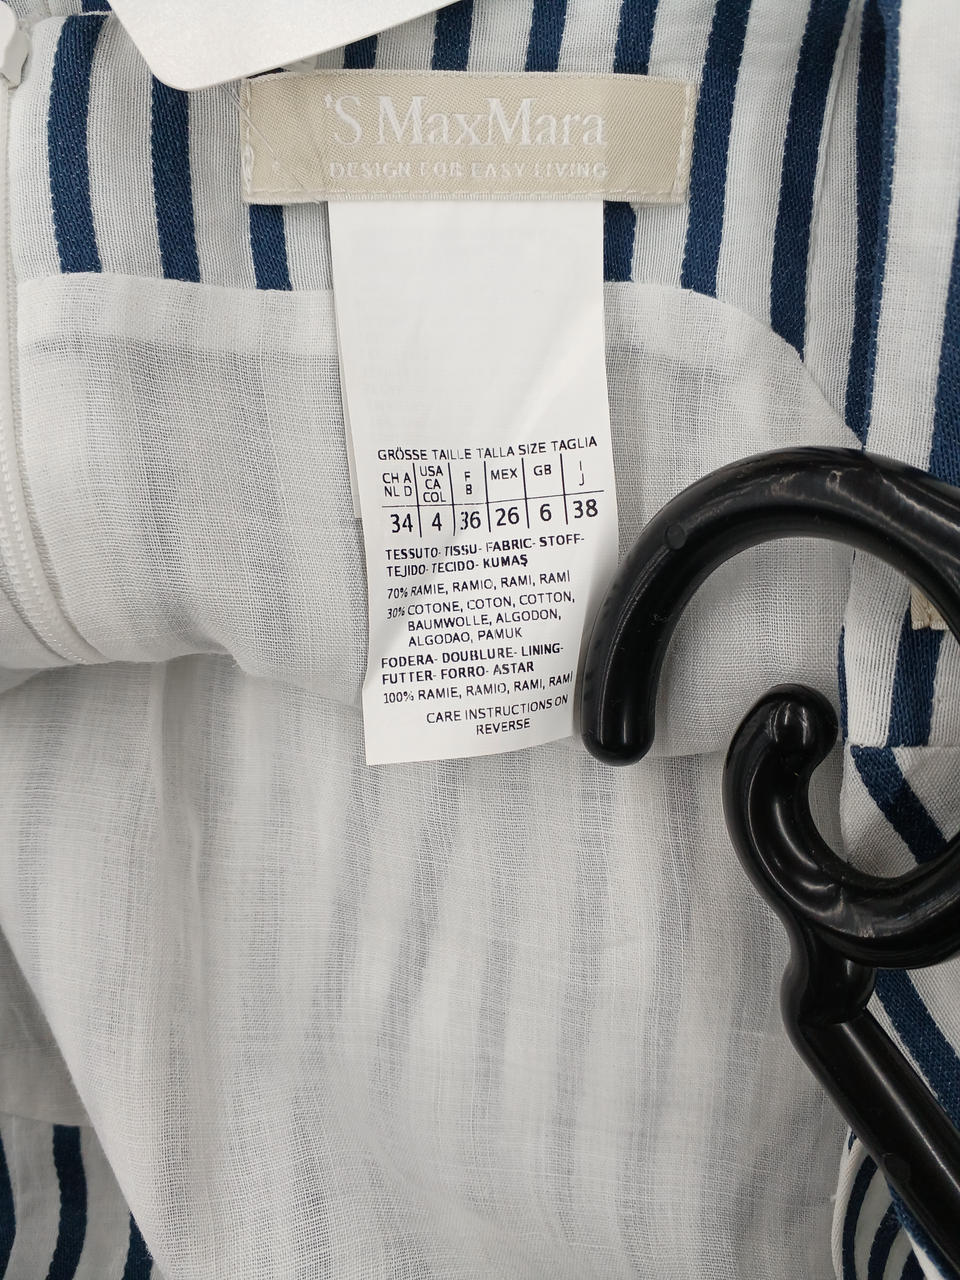 'S MaxMara
DESIGN FOR EASY LIVING
GRÖSSE TAILLE TALLA SIZE TAGLIA
CH A NL D USA CA COL F B MEX GB I J
34 4 36 26 6 38
TESSUTO- TISSU- FABRIC- STOFF-
TEJIDO- TECIDO- KUMAŞ
70% RAMIE, RAMIO, RAMI, RAMI
30% COTONE, COTON, COTTON,
BAUMWOLLE, ALGODON,
ALGODAO, PAMUK
FODERA- DOUBLURE- LINING-
FUTTER- FORRO- ASTAR
100% RAMIE, RAMIO, RAMI, RAMI
CARE INSTRUCTIONS ON
REVERSE